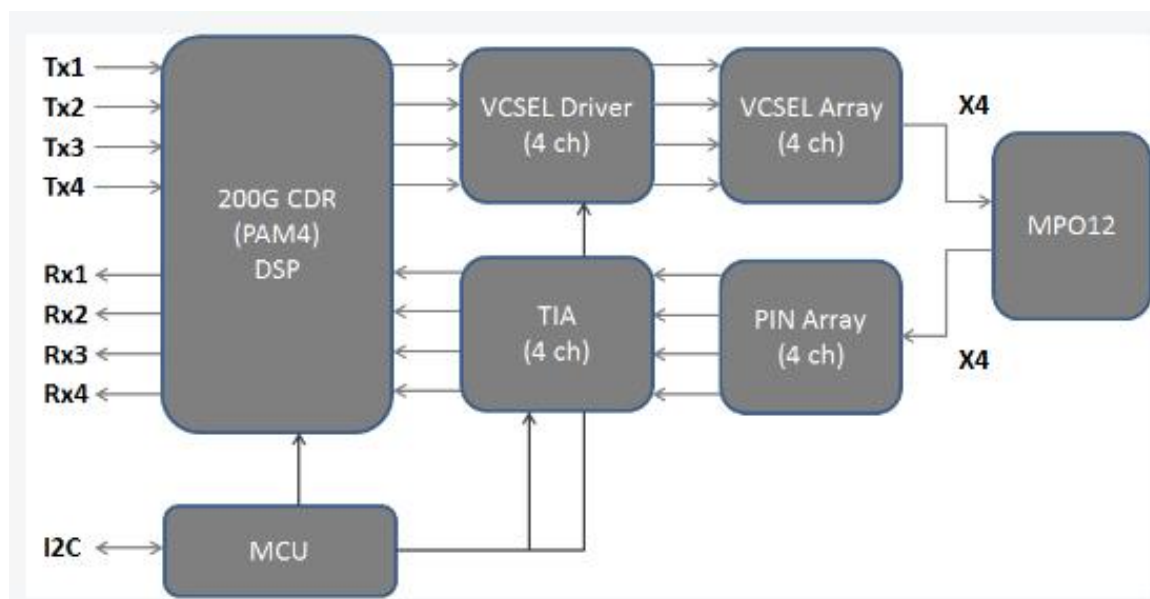 Tx1
Tx2
Tx3
Tx4
200G CDR
(PAM4)
DSP
VCSEL Driver
(4 ch)
VCSEL Array
(4 ch)
X4
MPO12
Rx1
Rx2
Rx3
Rx4
TIA
(4 ch)
PIN Array
(4 ch)
X4
I2C
MCU